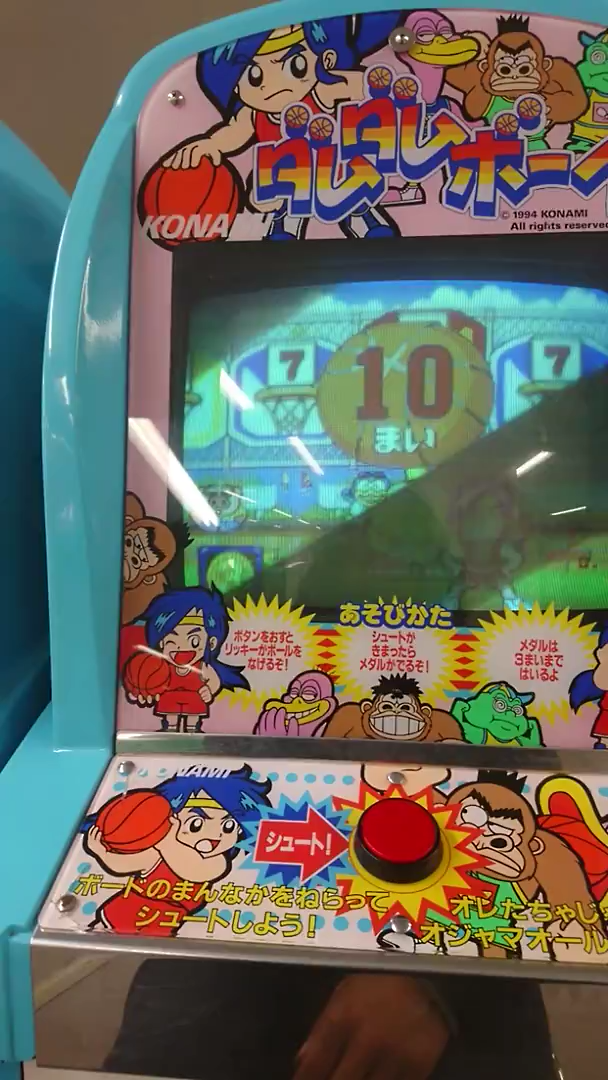 ダムダムボーイ
KONAMI
© 1994 KONAMI
All rights reserved
7
10
まい
7
あそびかた
ボタンをおすと
リッキーがボールを
なげるぞ!
シュートが
きまったら
メダルがでるぞ!
メダルは
3まいまで
はいるよ
KONAMI
シュート!
ボードのまんなかをねらって
シュートしよう!
オレたちゃ
オジャマオール